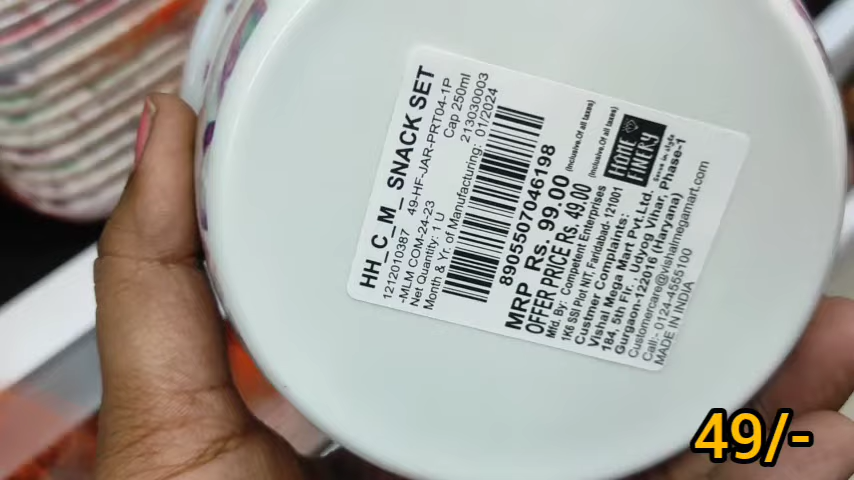 HH_C_M_ SNACK SET
1212010387 49-HF-JAR-PRT04-1P
-MLM COM-24-23 Cap 250ml
Net Quantity: 1 U 213030003
Month & Yr. of Manufacturing: 01/2024
8905507046198
MRP Rs. 99.00 (Inclusive.Of all taxes)
OFFER PRICE Rs. 49.00 (Inclusive.Of all taxes)
Mfd. By: Competent Enterprises
1K6 SSI Plot NIT, Faridabad- 121001
Custmer Complaints:
Vishal Mega Mart Pvt.Ltd.
184, 5th Flr. Udyog Vihar, Phase-1
Gurgaon-122016 (Haryana)
Customercare@vishalmegamart.com
Call:- 0124-4655100
MADE IN INDIA
HOME
FINERY
Serve in style
49/-